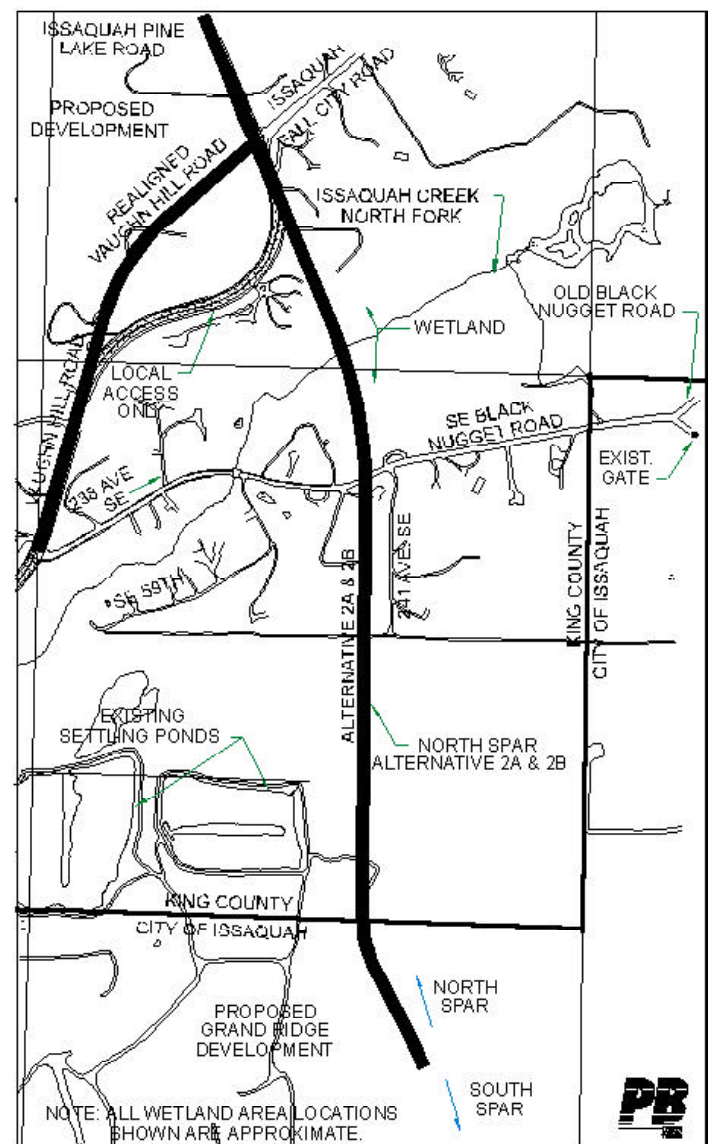 ISSAQUAH PINE
LAKE ROAD
PROPOSED
DEVELOPMENT
ISSAQUAH
FALL CITY ROAD
REALIGNED
VAUGHN HILL ROAD
ISSAQUAH CREEK
NORTH FORK
OLD BLACK
NUGGET ROAD
WETLAND
LOCAL
ACCESS
VAUGHN HILL ROAD
SE BLACK
NUGGET ROAD
EXIST.
GATE
238 AVE
SE
SE 59TH
ALTERNATIVE 2A & 2B
241 AVE SE
KING COUNTY
CITY OF ISSAQUAH
EXISTING
SETTLING PONDS
NORTH SPAR
ALTERNATIVE 2A & 2B
KING COUNTY
CITY OF ISSAQUAH
NORTH
SPAR
PROPOSED
GRAND RIDGE
DEVELOPMENT
SOUTH
SPAR
NOTE: ALL WETLAND AREA LOCATIONS
SHOWN ARE APPROXIMATE.
PB